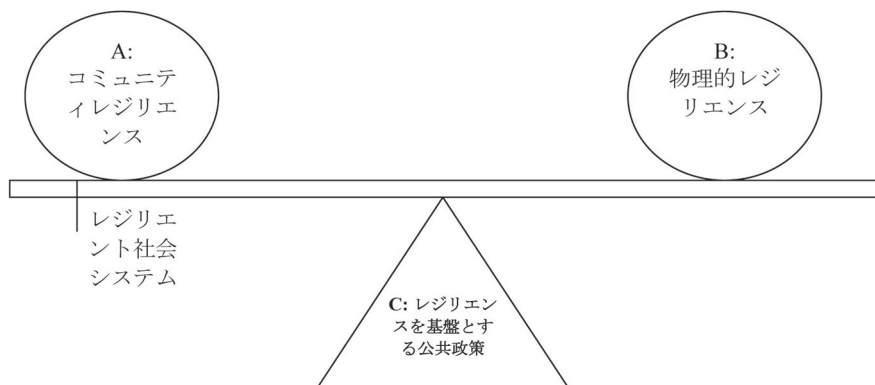 A:
コミュニテ
ィレジリエ
ンス
B:
物理的レジ
リエンス
レジリエ
ント社会
システム
C: レジリエン
スを基盤とす
る公共政策